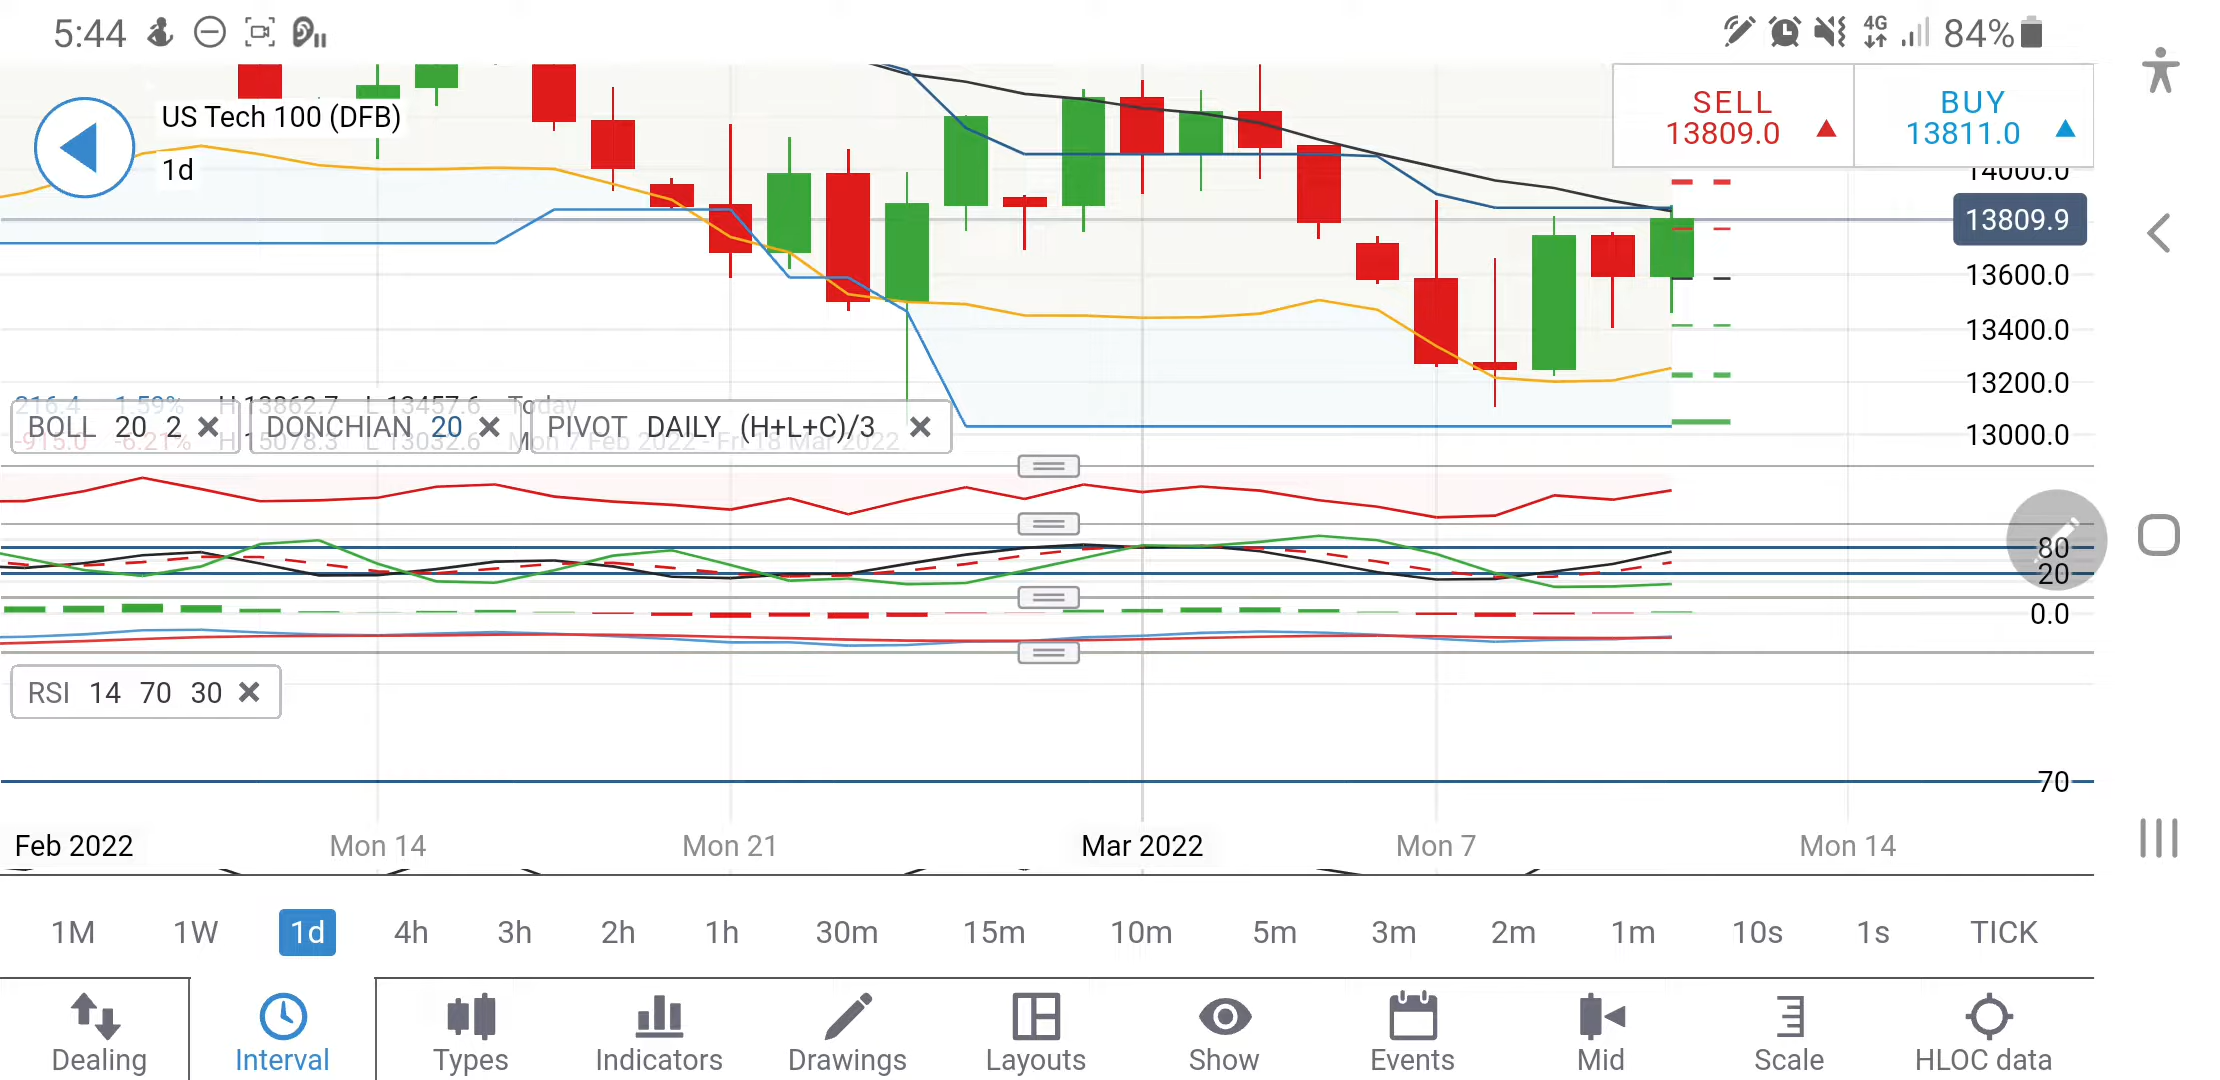 5:44
4G 84%
US Tech 100 (DFB)
1d
SELL
13809.0
BUY
13811.0
14000.0
13809.9
13600.0
13400.0
13200.0
13000.0
216.4 1.59% H 13862.7 L 13457.6 Today
BOLL 20 2 DONCHIAN 20 PIVOT DAILY (H+L+C)/3
-915.0 -6.21% H 15078.3 L 13032.6 Mon 7 Feb 2022 - Fri 18 Mar 2022
80
20
0.0
RSI 14 70 30
70
Feb 2022 Mon 14 Mon 21 Mar 2022 Mon 7 Mon 14
1M 1W 1d 4h 3h 2h 1h 30m 15m 10m 5m 3m 2m 1m 10s 1s TICK
Dealing Interval Types Indicators Drawings Layouts Show Events Mid Scale HLOC data